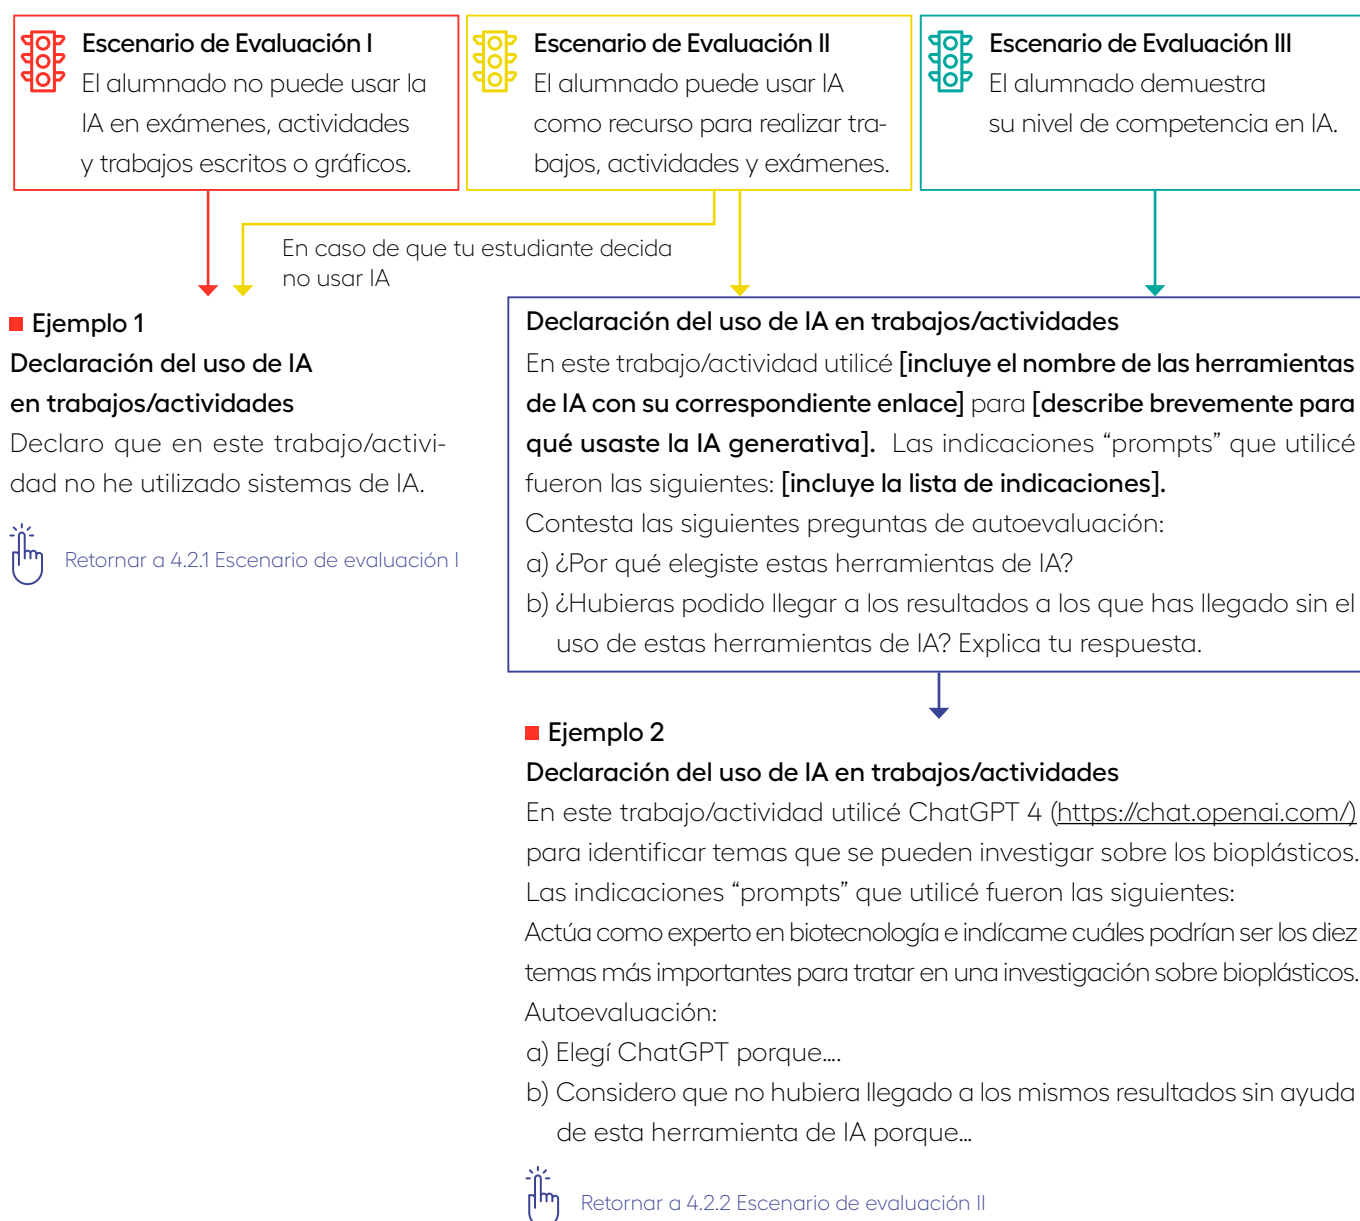 Escenario de Evaluación I
El alumnado no puede usar la
IA en exámenes, actividades
y trabajos escritos o gráficos.
Escenario de Evaluación II
El alumnado puede usar IA
como recurso para realizar tra-
bajos, actividades y exámenes.
Escenario de Evaluación III
El alumnado demuestra
su nivel de competencia en IA.
En caso de que tu estudiante decida
no usar IA
Ejemplo 1
Declaración del uso de IA
en trabajos/actividades
Declaro que en este trabajo/activi-
dad no he utilizado sistemas de IA.
Retornar a 4.2.1 Escenario de evaluación I
Declaración del uso de IA en trabajos/actividades
En este trabajo/actividad utilicé [incluye el nombre de las herramientas
de IA con su correspondiente enlace] para [describe brevemente para
qué usaste la IA generativa]. Las indicaciones “prompts” que utilicé
fueron las siguientes: [incluye la lista de indicaciones].
Contesta las siguientes preguntas de autoevaluación:
a) ¿Por qué elegiste estas herramientas de IA?
b) ¿Hubieras podido llegar a los resultados a los que has llegado sin el
uso de estas herramientas de IA? Explica tu respuesta.
Ejemplo 2
Declaración del uso de IA en trabajos/actividades
En este trabajo/actividad utilicé ChatGPT 4 (https://chat.openai.com/)
para identificar temas que se pueden investigar sobre los bioplásticos.
Las indicaciones “prompts” que utilicé fueron las siguientes:
Actúa como experto en biotecnología e indícame cuáles podrían ser los diez
temas más importantes para tratar en una investigación sobre bioplásticos.
Autoevaluación:
a) Elegí ChatGPT porque....
b) Considero que no hubiera llegado a los mismos resultados sin ayuda
de esta herramienta de IA porque...
Retornar a 4.2.2 Escenario de evaluación II